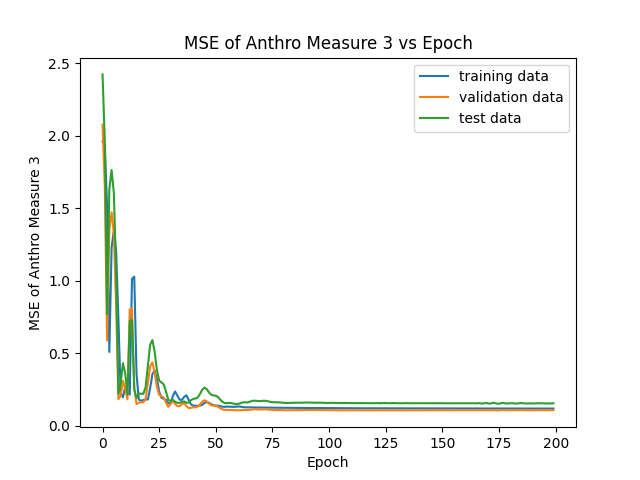 MSE of Anthro Measure 3 vs Epoch
training data
validation data
test data
MSE of Anthro Measure 3
2.5
2.0
1.5
1.0
0.5
0.0
0 25 50 75 100 125 150 175 200
Epoch